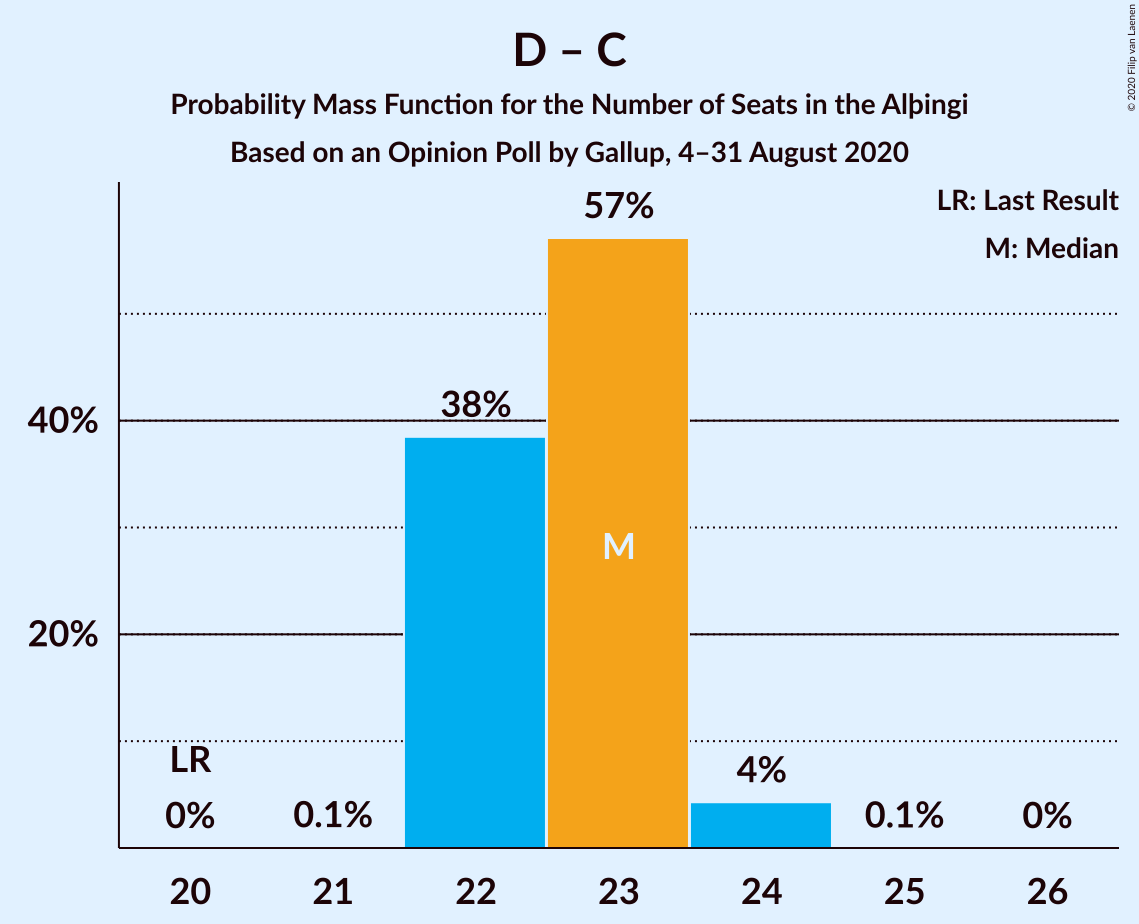 D – C
Probability Mass Function for the Number of Seats in the Alþingi
Based on an Opinion Poll by Gallup, 4–31 August 2020
© 2020 Filip van Laenen
LR: Last Result
M: Median
57%
38%
40%
M
20%
LR
4%
0%
0.1%
0.1%
0%
20
21
22
23
24
25
26